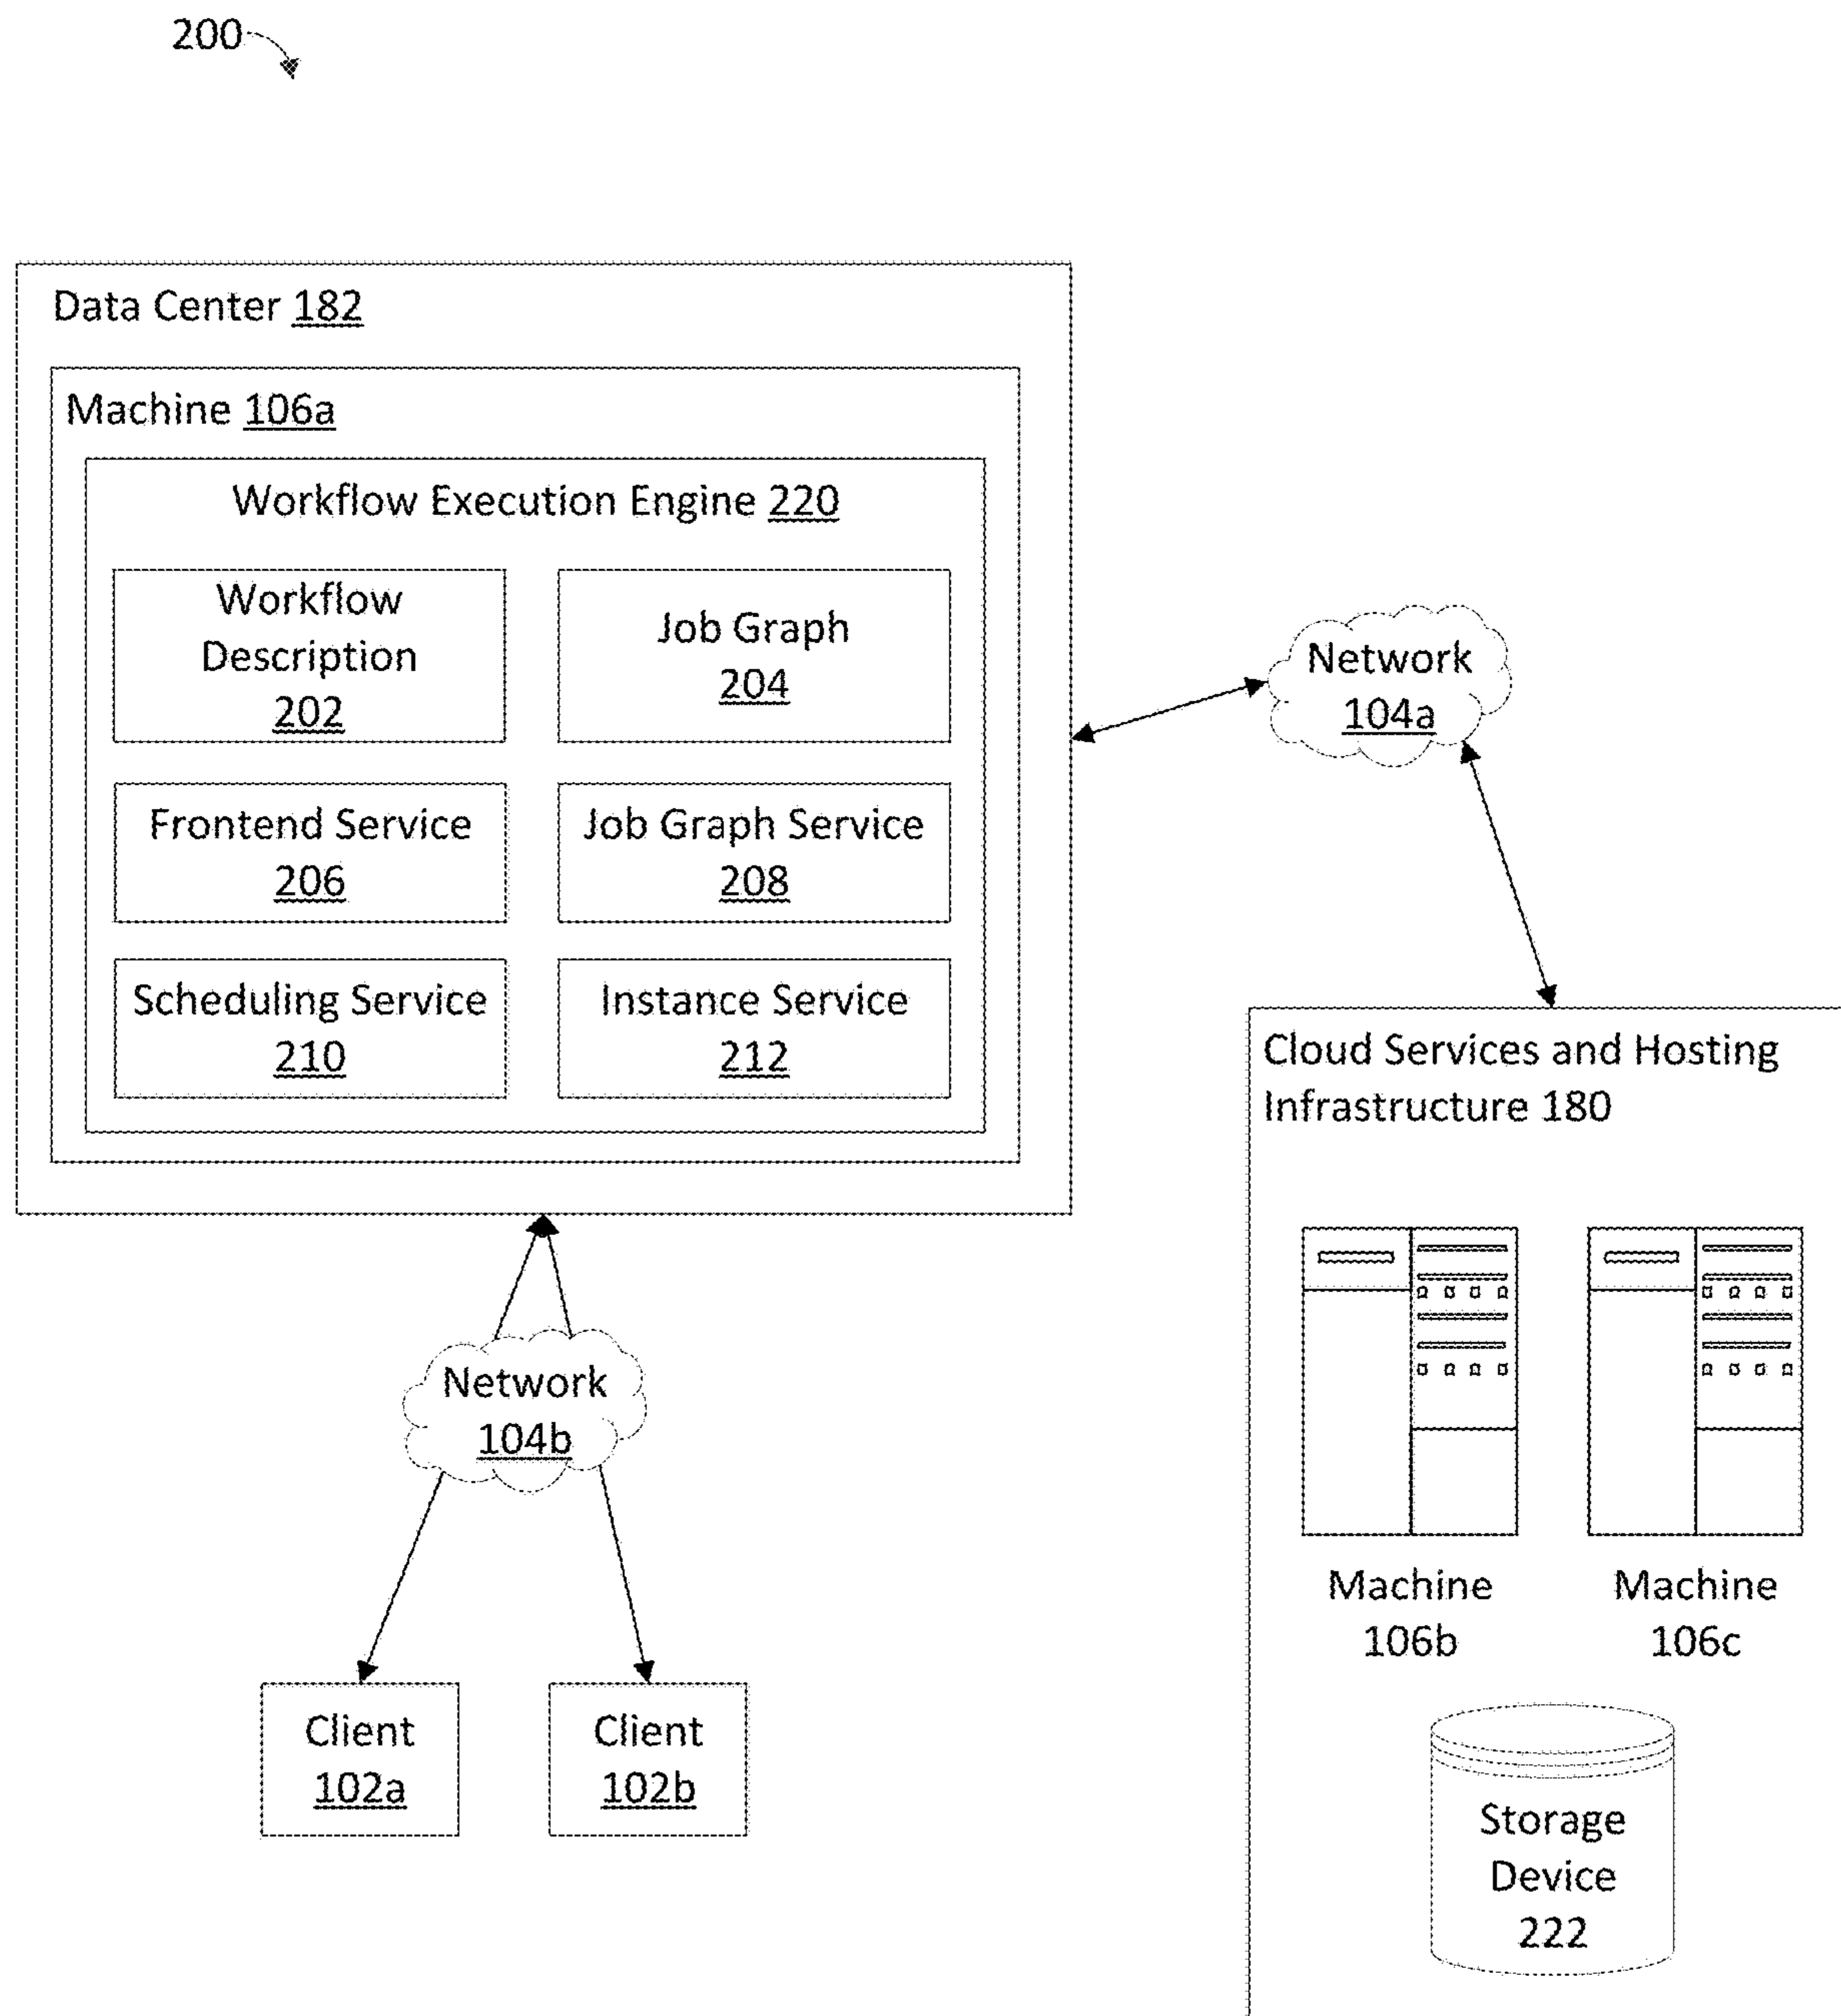 200
Data Center 182
Machine 106a
Workflow Execution Engine 220
Workflow
Description
202
Job Graph
204
Frontend Service
206
Job Graph Service
208
Scheduling Service
210
Instance Service
212
Network
104a
Cloud Services and Hosting
Infrastructure 180
Machine
106b
Machine
106c
Storage
Device
222
Network
104b
Client
102a
Client
102b